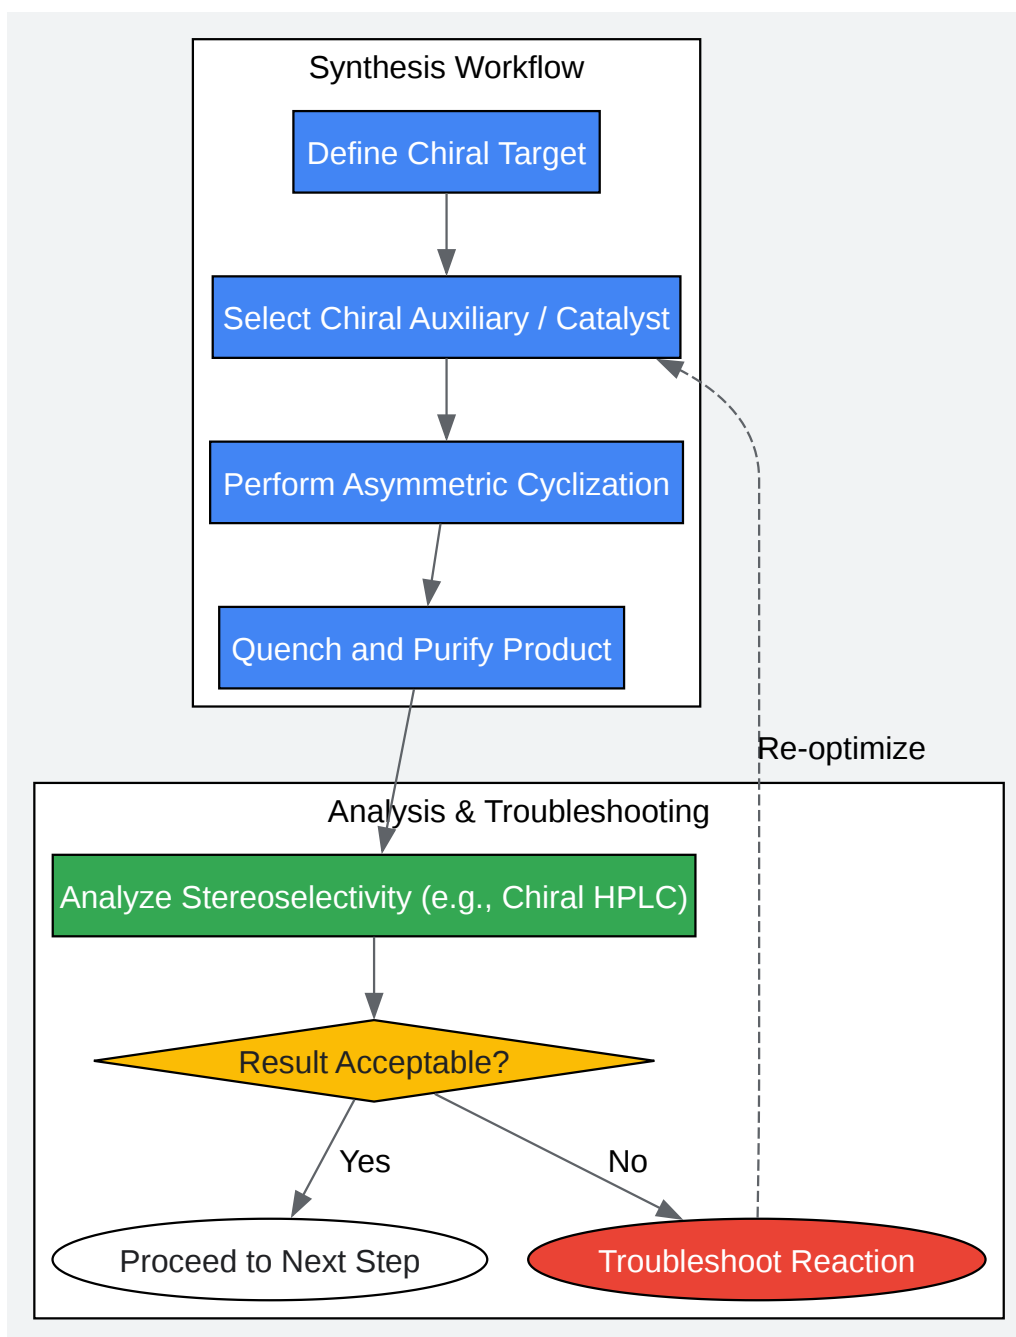 Synthesis Workflow
Define Chiral Target
Select Chiral Auxiliary / Catalyst
Perform Asymmetric Cyclization
Quench and Purify Product
Re-optimize
Analysis & Troubleshooting
Analyze Stereoselectivity (e.g., Chiral HPLC)
Result Acceptable?
Yes
No
Proceed to Next Step
Troubleshoot Reaction